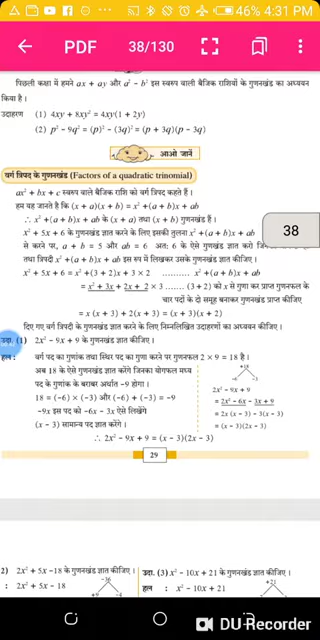 46% 4:31 PM
PDF 38/130
पिछली कक्षा में हमने ax + ay और a² − b² इस स्वरूप वाली बैजिक राशियों के गुणनखंड का अध्ययन
किया है।
उदाहरण (1) 4xy + 8xy² = 4xy(1 + 2y)
(2) p² − 9q² = (p)² − (3q)² = (p + 3q)(p − 3q)
आओ जानें
वर्ग त्रिपद के गुणनखंड (Factors of a quadratic trinomial)
ax² + bx + c स्वरूप वाले बैजिक राशि को वर्ग त्रिपद कहते हैं।
हम यह जानते है कि (x + a)(x + b) = x² + (a + b)x + ab
∴ x² + (a + b)x + ab के (x + a) तथा (x + b) गुणनखंड हैं।
x² + 5x + 6 के गुणनखंड ज्ञात करने के लिए इसकी तुलना x² + (a + b)x + ab
से करने पर, a + b = 5 और ab = 6 अतः 6 के ऐसे गुणनखंड ज्ञात करो
38
तथा त्रिपदी x² + (a + b)x + ab इस रूप में लिखकर उसके गुणनखंड ज्ञात कीजिए।
x² + 5x + 6 = x² + (3 + 2)x + 3 × 2 .......... x² + (a + b)x + ab
= x² + 3x + 2x + 2 × 3 ....... (3 + 2) को x से गुणा कर प्राप्त गुणनफल के
चार पदों के दो समूह बनाकर गुणनखंड प्राप्त कीजिए
= x (x + 3) + 2(x + 3) = (x + 3)(x + 2)
दिए गए वर्ग त्रिपदी के गुणनखंड ज्ञात करने के लिए निम्नलिखित उदाहरणों का अध्ययन कीजिए।
उदा. (1) 2x² − 9x + 9 के गुणनखंड ज्ञात कीजिए।
हल : वर्ग पद का गुणांक तथा स्थिर पद का गुणा करने पर गुणनफल 2 × 9 = 18 है।
+18
अब 18 के ऐसे गुणनखंड ज्ञात करेंगे जिनका योगफल मध्य
−6 −3
पद के गुणांक के बराबर अर्थात −9 होगा।
2x² − 9x + 9
18 = (−6) × (−3) और (−6) + (−3) = −9
= 2x² − 6x − 3x + 9
−9x इस पद को −6x − 3x ऐसे लिखेंगे
= 2x (x − 3) − 3(x − 3)
(x − 3) सामान्य पद ज्ञात करेंगे।
= (x − 3)(2x − 3)
∴ 2x² − 9x + 9 = (x − 3)(2x − 3)
29
2) 2x² + 5x − 18 के गुणनखंड ज्ञात कीजिए।
: 2x² + 5x − 18
−36
+9 −4
उदा. (3) x² − 10x + 21 के गुणनखंड ज्ञात कीजिए।
हल : x² − 10x + 21
+21
DU-Recorder